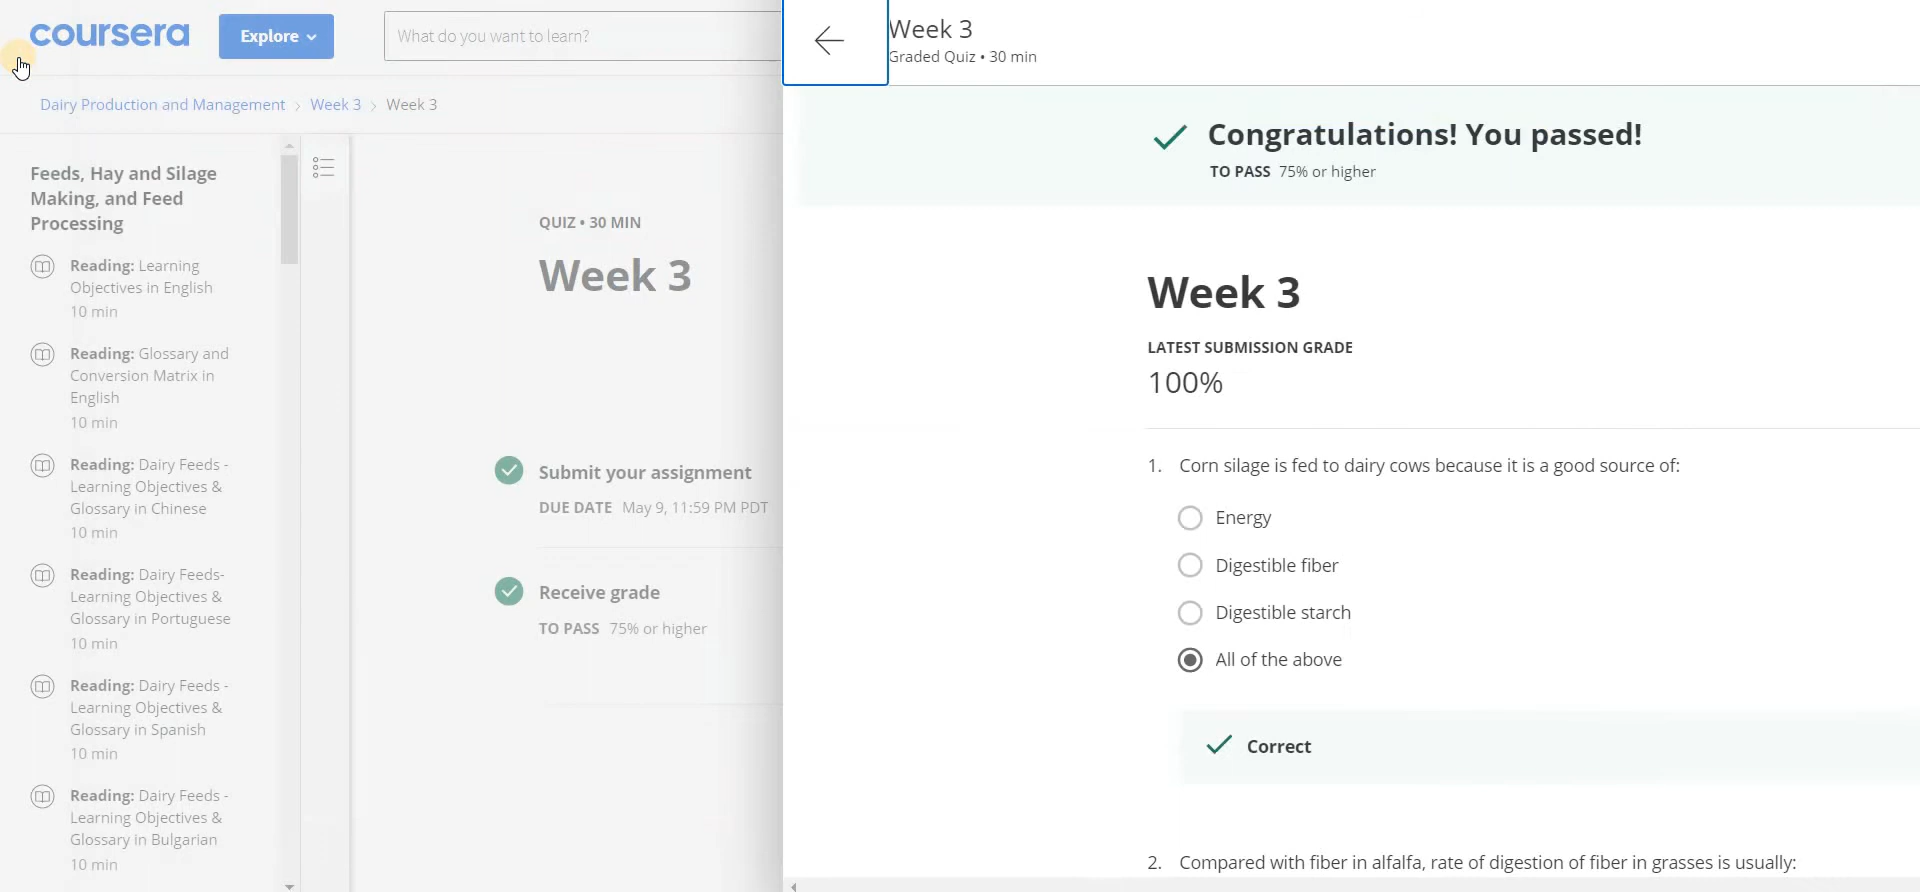 coursera
Explore
What do you want to learn?
Dairy Production and Management > Week 3 > Week 3
Feeds, Hay and Silage
Making, and Feed
Processing
Reading: Learning
Objectives in English
10 min
Reading: Glossary and
Conversion Matrix in
English
10 min
Reading: Dairy Feeds -
Learning Objectives &
Glossary in Chinese
10 min
Reading: Dairy Feeds-
Learning Objectives &
Glossary in Portuguese
10 min
Reading: Dairy Feeds -
Learning Objectives &
Glossary in Spanish
10 min
Reading: Dairy Feeds -
Learning Objectives &
Glossary in Bulgarian
10 min
QUIZ • 30 MIN
Week 3
Submit your assignment
DUE DATE May 9, 11:59 PM PDT
Receive grade
TO PASS 75% or higher
Week 3
Graded Quiz • 30 min
Congratulations! You passed!
TO PASS 75% or higher
Week 3
LATEST SUBMISSION GRADE
100%
1. Corn silage is fed to dairy cows because it is a good source of:
Energy
Digestible fiber
Digestible starch
All of the above
Correct
2. Compared with fiber in alfalfa, rate of digestion of fiber in grasses is usually: